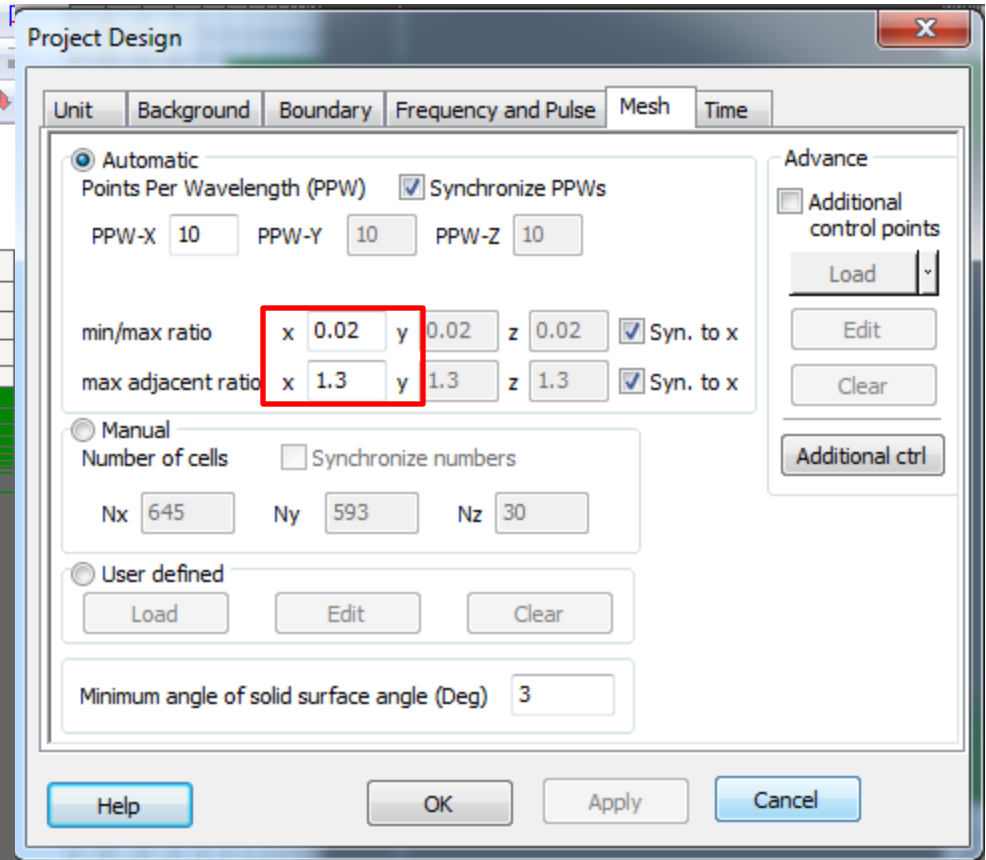 Project Design
Unit Background Boundary Frequency and Pulse Mesh Time
Automatic
Points Per Wavelength (PPW) Synchronize PPWs
PPW-X 10 PPW-Y 10 PPW-Z 10
min/max ratio x 0.02 y 0.02 z 0.02 Syn. to x
max adjacent ratio x 1.3 y 1.3 z 1.3 Syn. to x
Manual
Number of cells Synchronize numbers
Nx 645 Ny 593 Nz 30
User defined
Load Edit Clear
Minimum angle of solid surface angle (Deg) 3
Advance
Additional
control points
Load
Edit
Clear
Additional ctrl
Help OK Apply Cancel